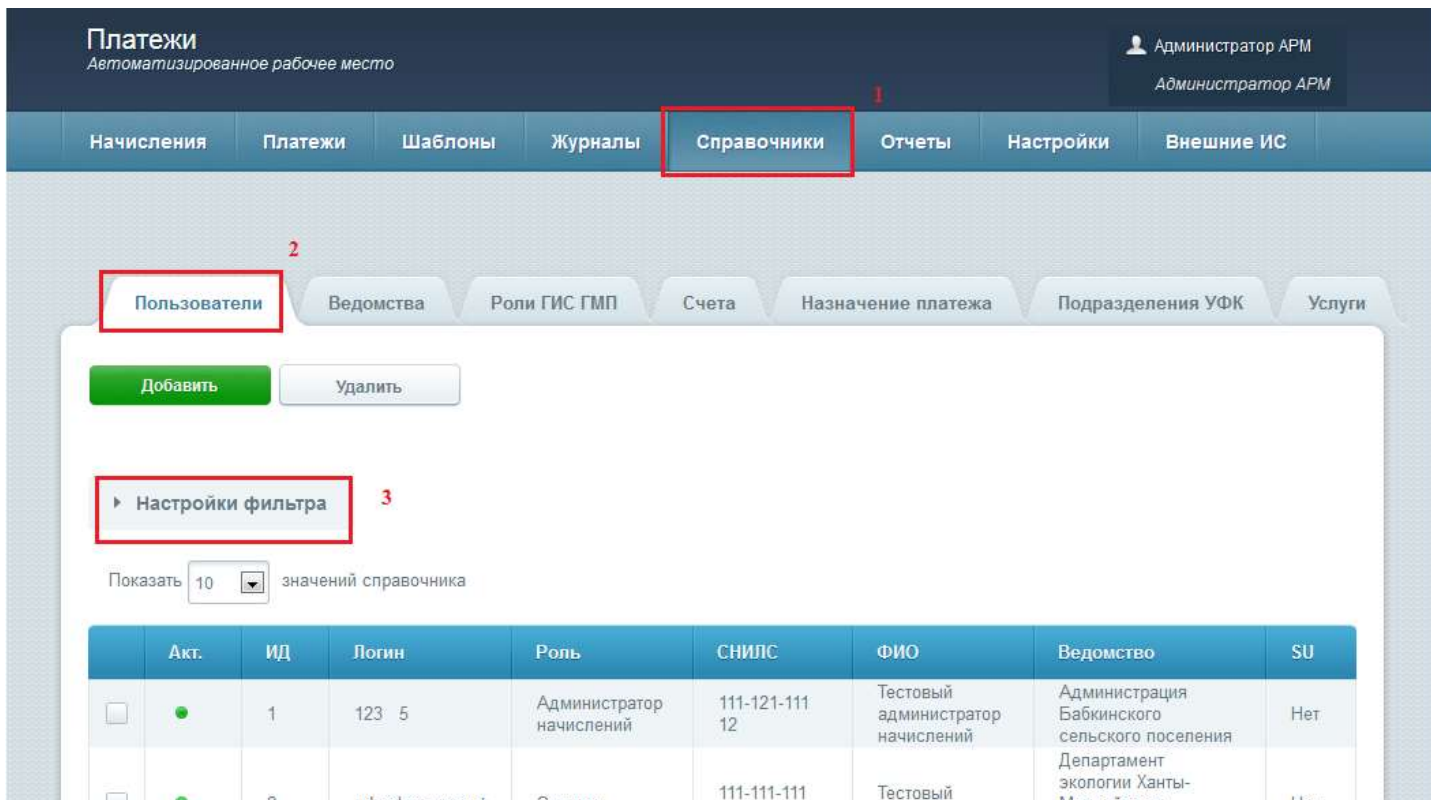 Платежи
Автоматизированное рабочее место
Администратор АРМ
Администратор АРМ
1
Начисления Платежи Шаблоны Журналы Справочники Отчеты Настройки Внешние ИС
2
Пользователи Ведомства Роли ГИС ГМП Счета Назначение платежа Подразделения УФК Услуги
Добавить Удалить
Настройки фильтра 3
Показать 10 значений справочника
Акт. ИД Логин Роль СНИЛС ФИО Ведомство SU
1 123 5 Администратор начислений 111-121-111 12 Тестовый администратор начислений Администрация Бабкинского сельского поселения Нет
111-111-111 Тестовый Департамент экологии Ханты-